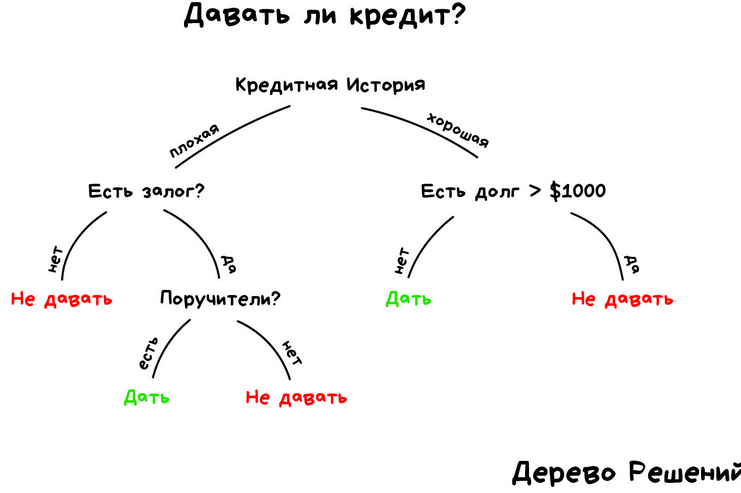 Давать ли кредит?
Кредитная История
плохая
хорошая
Есть залог?
Есть долг > $1000
нет
да
нет
да
Не давать
Поручители?
Дать
Не давать
есть
нет
Дать
Не давать
Дерево Решений